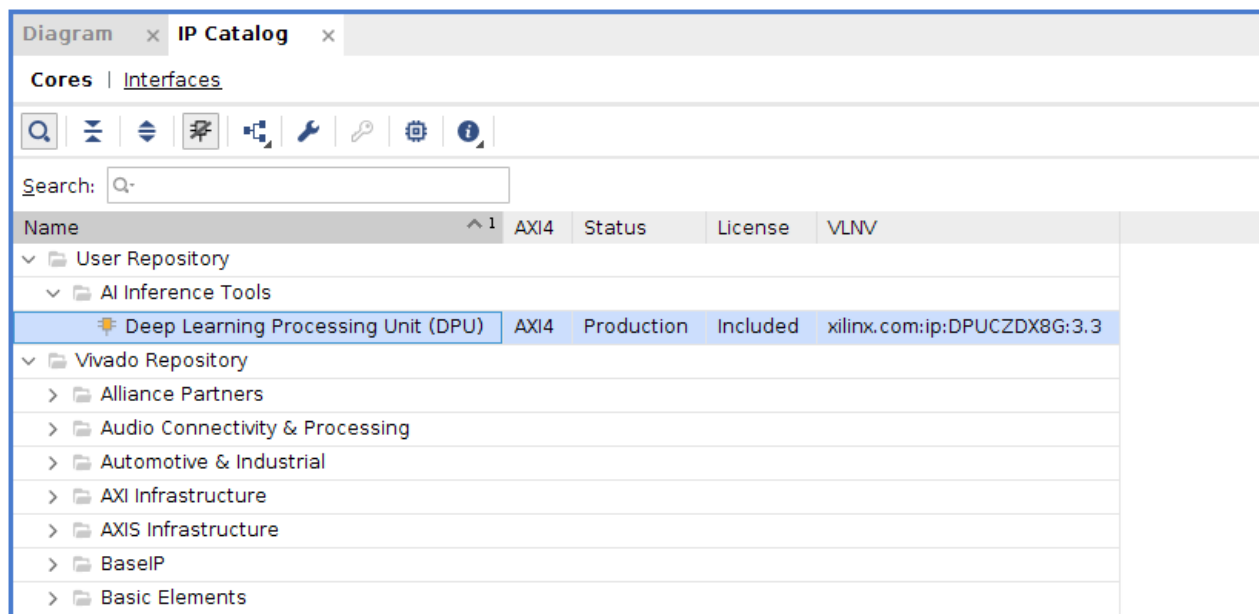 Diagram × IP Catalog ×
Cores | Interfaces
Search:
Name 1 AXI4 Status License VLNV
User Repository
AI Inference Tools
Deep Learning Processing Unit (DPU) AXI4 Production Included xilinx.com:ip:DPUCZDX8G:3.3
Vivado Repository
Alliance Partners
Audio Connectivity & Processing
Automotive & Industrial
AXI Infrastructure
AXIS Infrastructure
BaseIP
Basic Elements